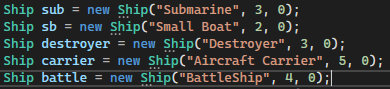 Ship sub = new Ship("Submarine", 3, 0);
Ship sb = new Ship("Small Boat", 2, 0);
Ship destroyer = new Ship("Destroyer", 3, 0);
Ship carrier = new Ship("Aircraft Carrier", 5, 0);
Ship battle = new Ship("BattleShip", 4, 0);